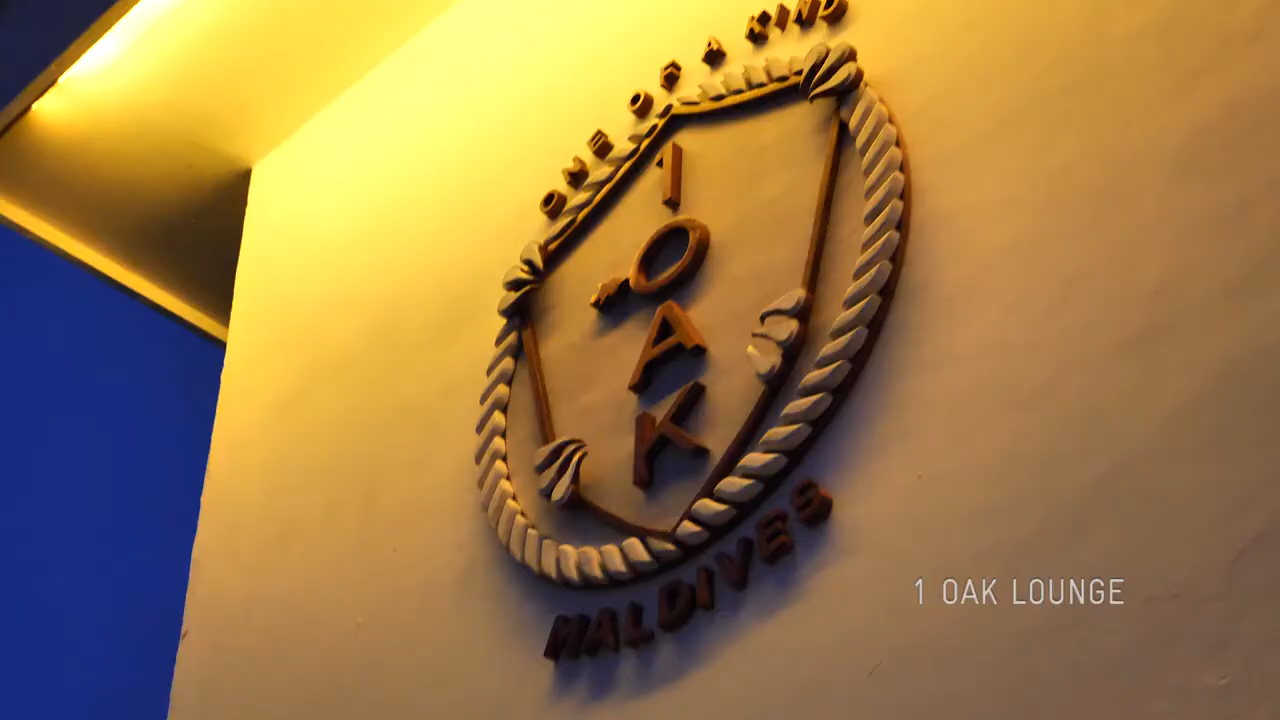 ONE OF A KIND
1
O
A
K
MALDIVES
1 OAK LOUNGE